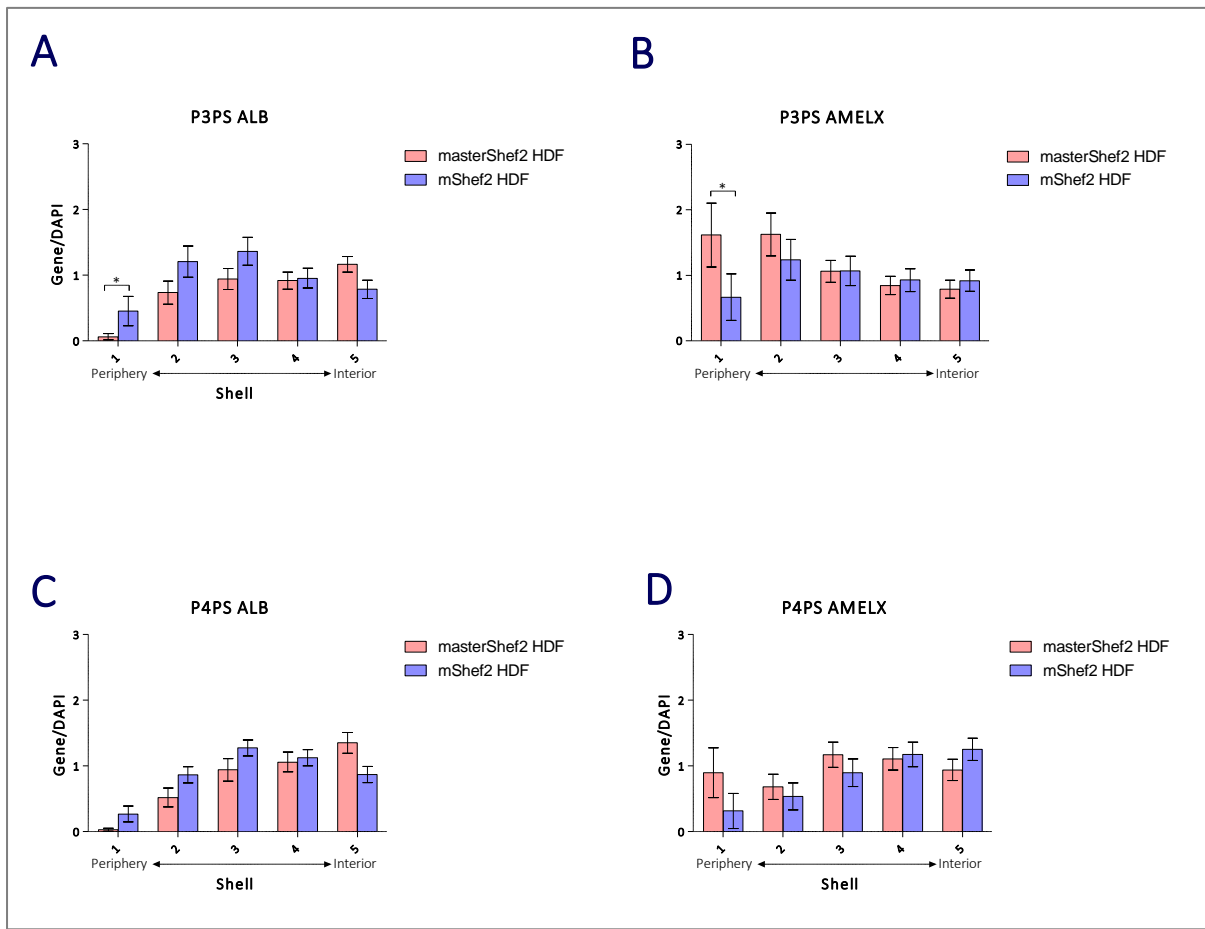 A
P3PS ALB
masterShef2 HDF
mShef2 HDF
Gene/DAPI
3
2
1
0
*
1 2 3 4 5
Periphery Interior
Shell
B
P3PS AMELX
masterShef2 HDF
mShef2 HDF
3
2
1
0
*
1 2 3 4 5
Periphery Interior
C
P4PS ALB
masterShef2 HDF
mShef2 HDF
Gene/DAPI
3
2
1
0
1 2 3 4 5
Periphery Interior
Shell
D
P4PS AMELX
masterShef2 HDF
mShef2 HDF
Gene/DAPI
3
2
1
0
1 2 3 4 5
Periphery Interior
Shell